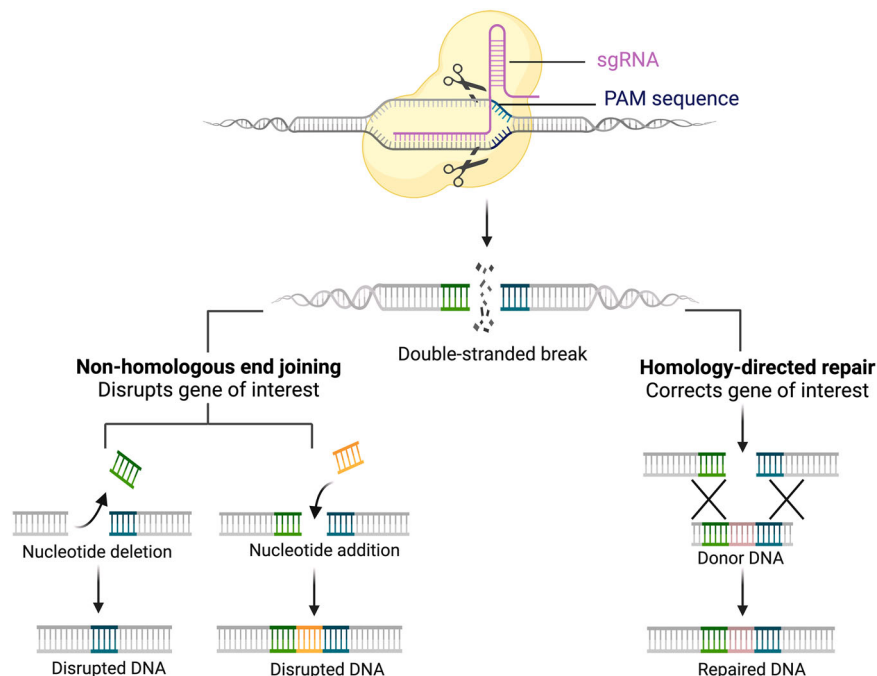 sgRNA
PAM sequence
Double-stranded break
Non-homologous end joining
Disrupts gene of interest
Homology-directed repair
Corrects gene of interest
Nucleotide deletion
Nucleotide addition
Donor DNA
Disrupted DNA
Disrupted DNA
Repaired DNA